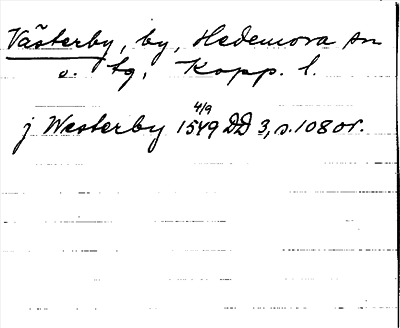 Västerby, by, Hedemora sn
o. tg, Kopp. l.
4/9
j Westerby 1549 DD 3, s. 108 or.